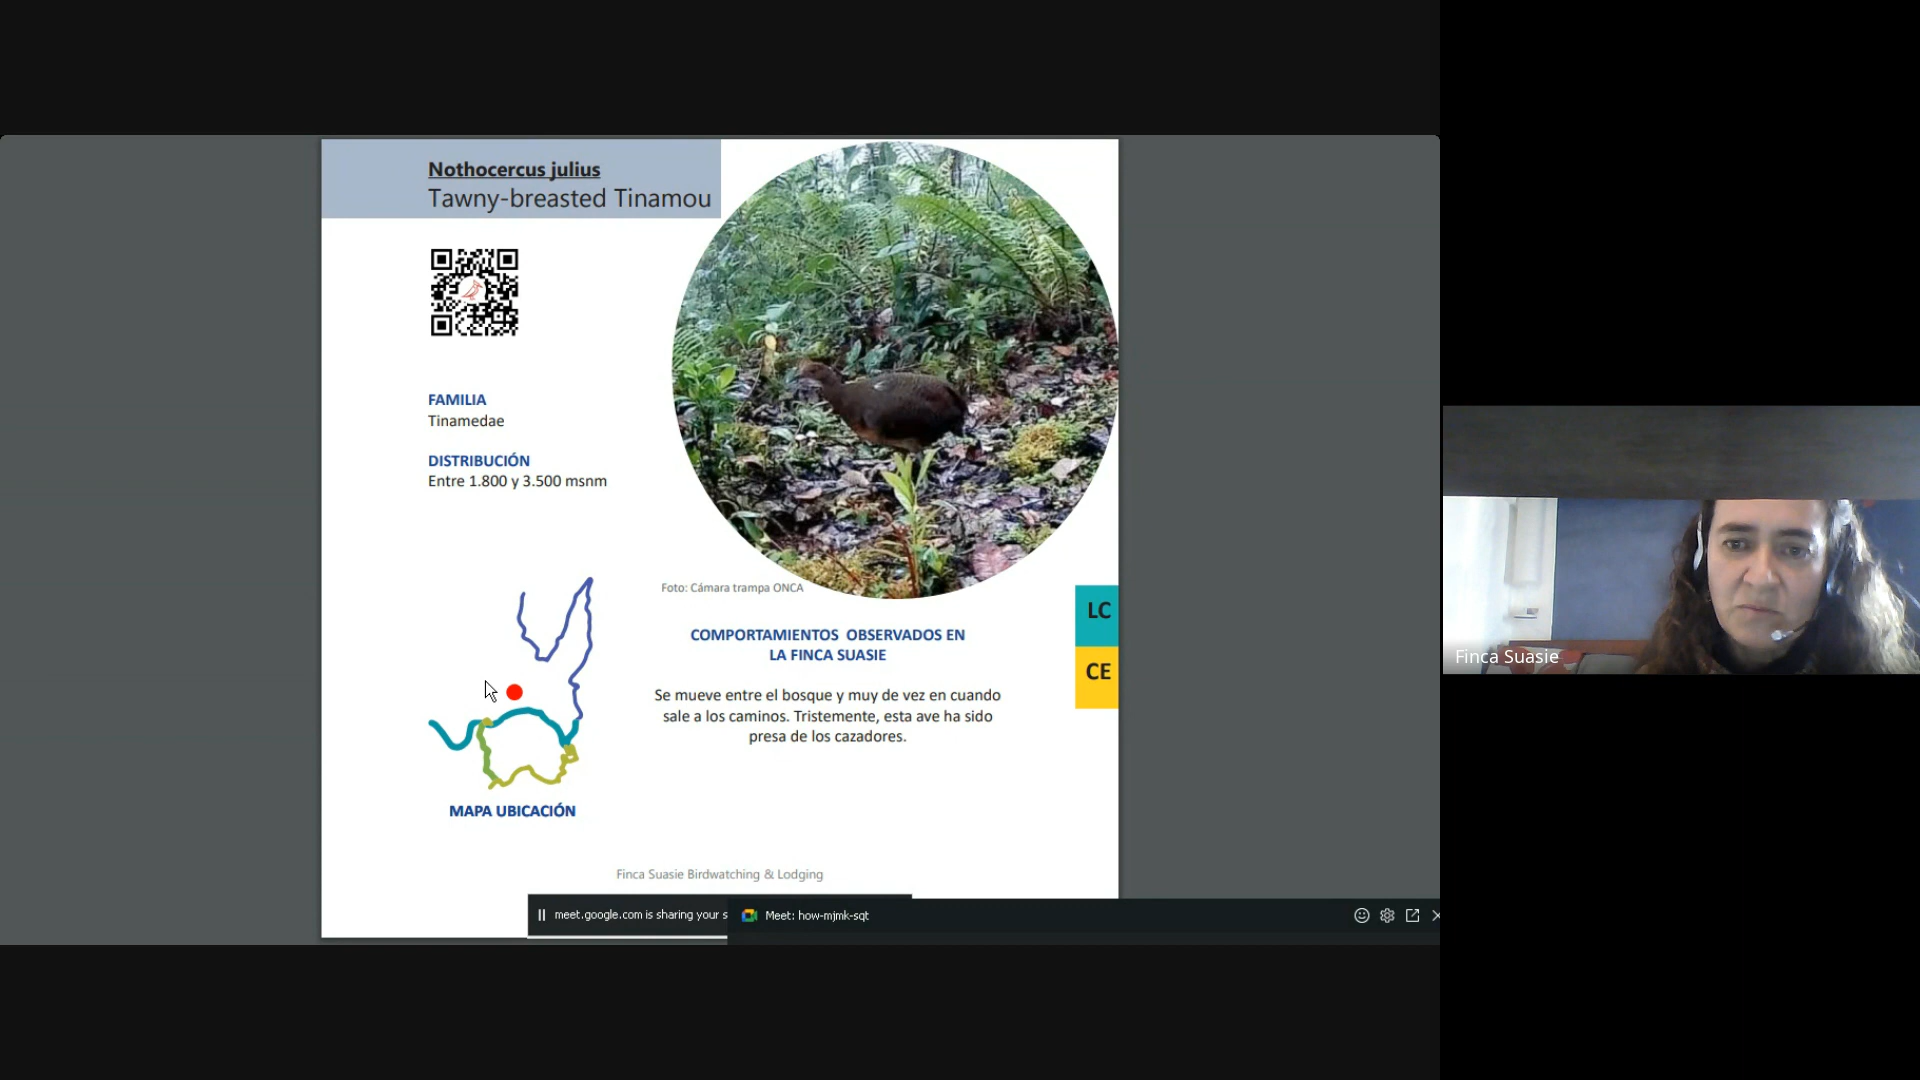 Nothocercus julius
Tawny-breasted Tinamou
FAMILIA
Tinamedae
DISTRIBUCIÓN
Entre 1.800 y 3.500 msnm
Foto: Cámara trampa ONCA
LC
CE
COMPORTAMIENTOS OBSERVADOS EN
LA FINCA SUASIE
Se mueve entre el bosque y muy de vez en cuando
sale a los caminos. Tristemente, esta ave ha sido
presa de los cazadores.
MAPA UBICACIÓN
Finca Suasie Birdwatching & Lodging
meet.google.com is sharing your s
Meet: how-mjmk-sqt
Finca Suasie